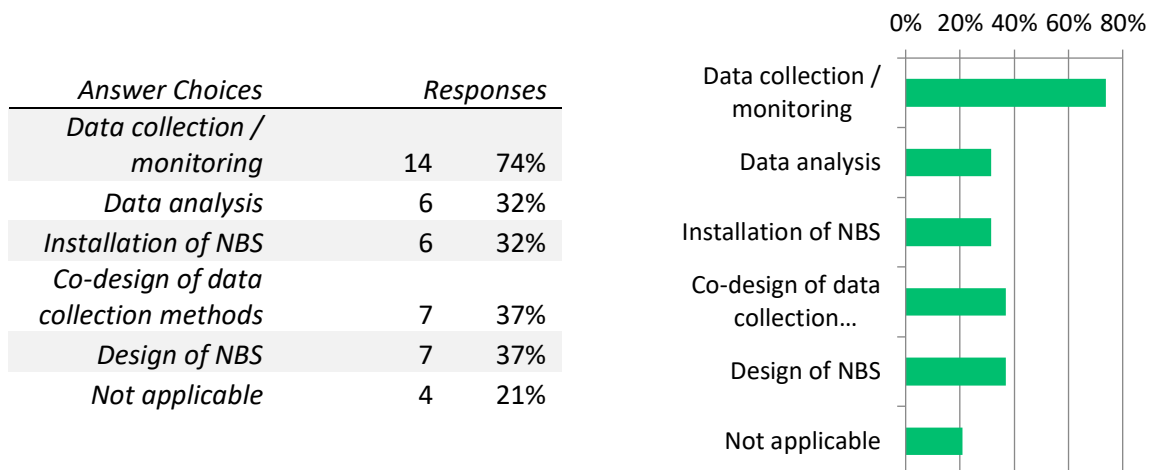 Answer Choices Responses
Data collection /
monitoring 14 74%
Data analysis 6 32%
Installation of NBS 6 32%
Co-design of data
collection methods 7 37%
Design of NBS 7 37%
Not applicable 4 21%
0% 20% 40% 60% 80%
Data collection /
monitoring
Data analysis
Installation of NBS
Co-design of data
collection...
Design of NBS
Not applicable